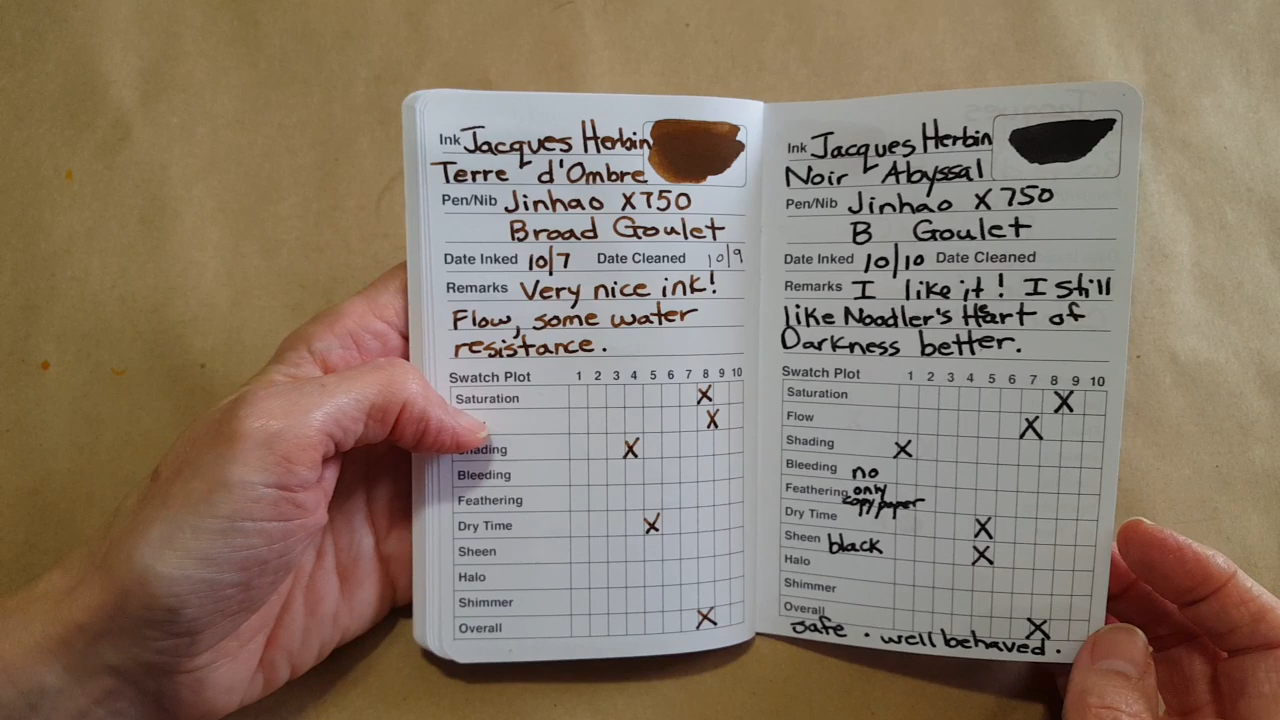 Ink Jacques Herbin
Terre d'Ombre
Pen/Nib Jinhao X750
Broad Goulet
Date Inked 10/7 Date Cleaned 10/9
Remarks Very nice ink!
Flow, some water
resistance.
Swatch Plot 1 2 3 4 5 6 7 8 9 10
Saturation X
X
Shading X
Bleeding
Feathering
Dry Time X
Sheen
Halo
Shimmer
Overall X
Ink Jacques Herbin
Noir Abyssal
Pen/Nib Jinhao X750
B Goulet
Date Inked 10/10 Date Cleaned
Remarks I like it! I still
like Noodler's Heart of
Darkness better.
Swatch Plot 1 2 3 4 5 6 7 8 9 10
Saturation X
Flow X
Shading X
Bleeding no
Feathering only
copy paper
Dry Time X
Sheen black X
Halo
Shimmer
Overall X
safe. well behaved.